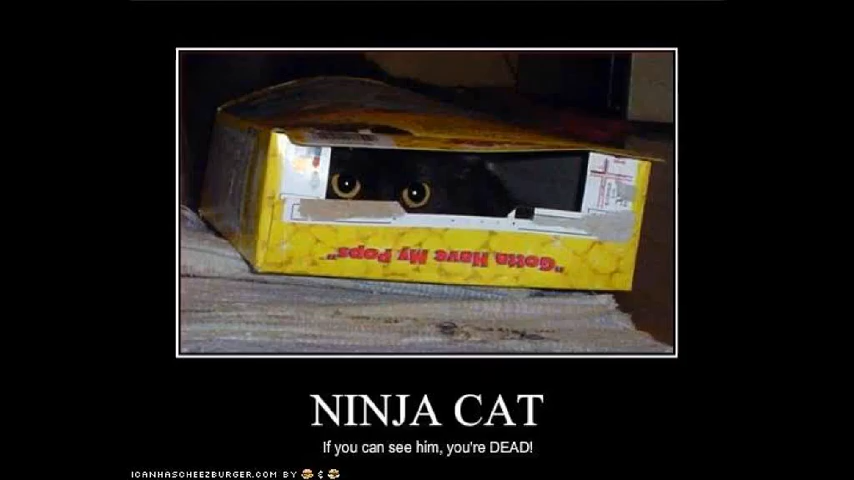 "Gotta Have My Pops"
NINJA CAT
If you can see him, you're DEAD!
ICANHASCHEEZBURGER.COM BY &